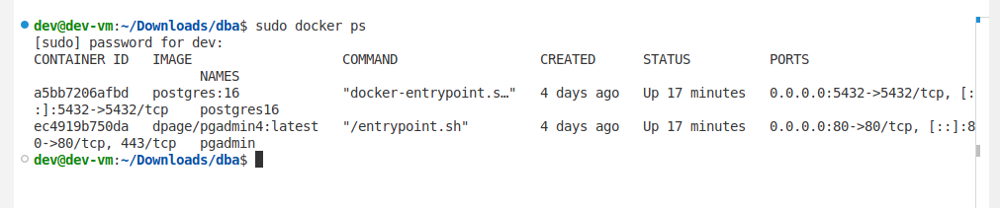 dev@dev-vm:~/Downloads/dba$ sudo docker ps
[sudo] password for dev:
CONTAINER ID   IMAGE                   COMMAND                  CREATED      STATUS          PORTS
                     NAMES
a5bb7206afbd   postgres:16             "docker-entrypoint.s…"   4 days ago   Up 17 minutes   0.0.0.0:5432->5432/tcp, [:
:]:5432->5432/tcp    postgres16
ec4919b750da   dpage/pgadmin4:latest   "/entrypoint.sh"         4 days ago   Up 17 minutes   0.0.0.0:80->80/tcp, [::]:8
0->80/tcp, 443/tcp   pgadmin
dev@dev-vm:~/Downloads/dba$